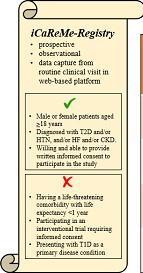 iCaReMe-Registry
• prospective
• observational
• data capture from
routine clinical visit in
web-based platform
• Male or female patients aged
≥18 years
• Diagnosed with T2D and/or
HTN, and/or HF and/or CKD.
• Willing and able to provide
written informed consent to
participate in the study
• Having a life-threatening
comorbidity with life
expectancy <1 year
• Participating in an
interventional trial requiring
informed consent
• Presenting with T1D as a
primary disease condition